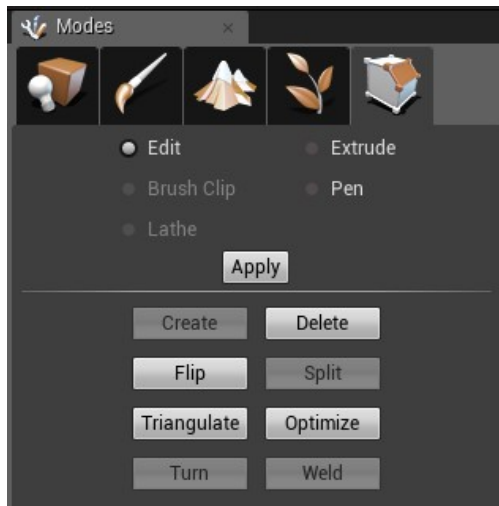 Modes
Edit Extrude
Brush Clip Pen
Lathe
Apply
Create Delete
Flip Split
Triangulate Optimize
Turn Weld